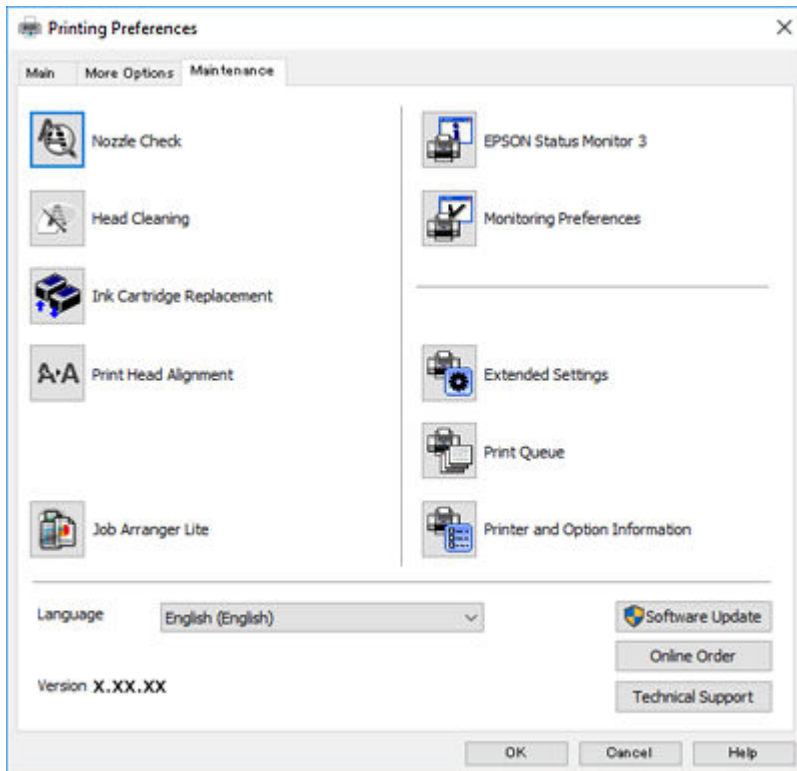 Printing Preferences
Main More Options Maintenance
Nozzle Check
Head Cleaning
Ink Cartridge Replacement
A A Print Head Alignment
Job Arranger Lite
EPSON Status Monitor 3
Monitoring Preferences
Extended Settings
Print Queue
Printer and Option Information
Language English (English)
Version X.XX.XX
Software Update
Online Order
Technical Support
OK Cancel Help